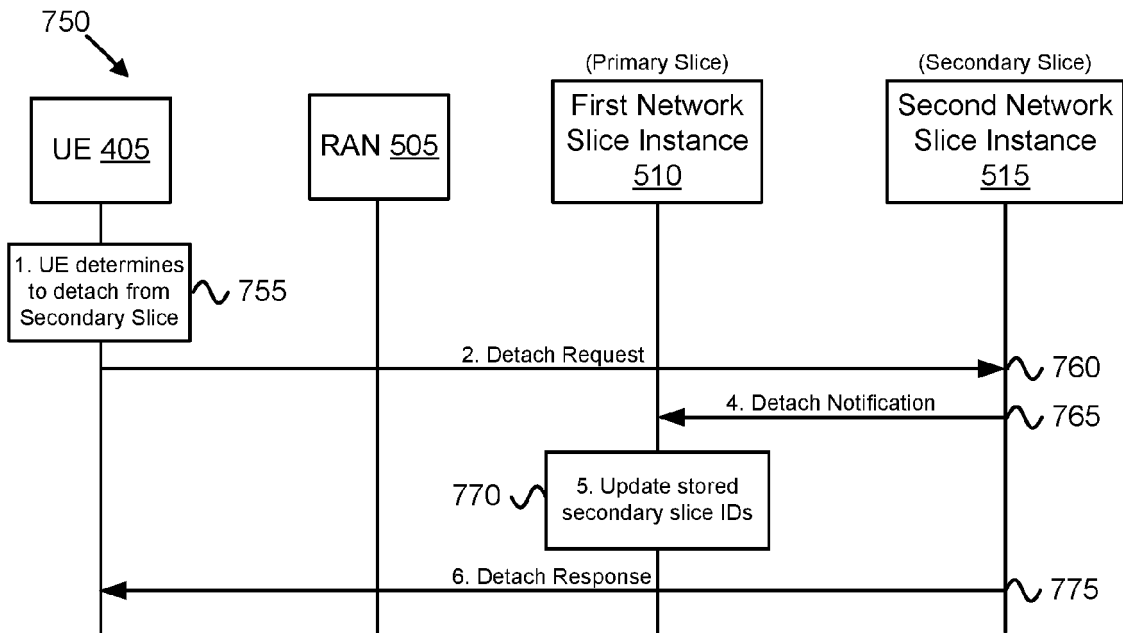 750
(Primary Slice)
(Secondary Slice)
UE 405
RAN 505
First Network
Slice Instance
510
Second Network
Slice Instance
515
1. UE determines
to detach from
Secondary Slice
755
2. Detach Request
760
4. Detach Notification
765
770
5. Update stored
secondary slice IDs
6. Detach Response
775